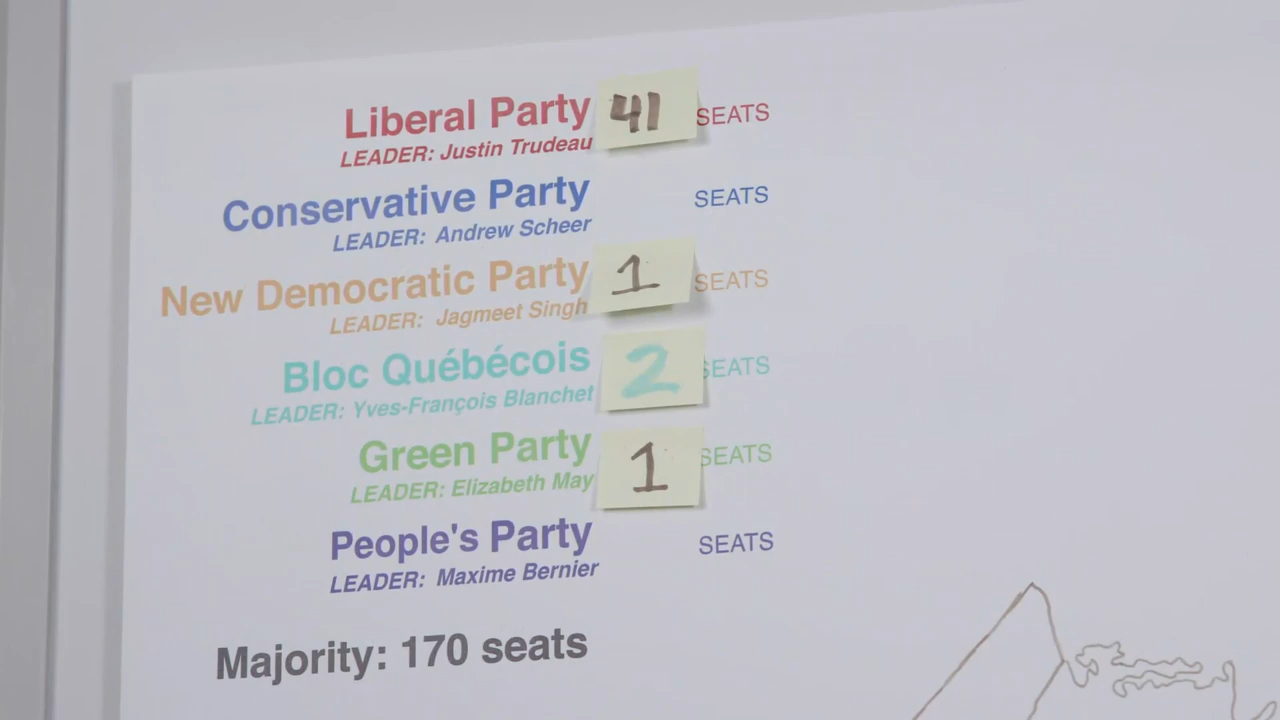 Liberal Party 41 SEATS
LEADER: Justin Trudeau
Conservative Party SEATS
LEADER: Andrew Scheer
New Democratic Party 1 SEATS
LEADER: Jagmeet Singh
Bloc Québécois 2 SEATS
LEADER: Yves-François Blanchet
Green Party 1 SEATS
LEADER: Elizabeth May
People's Party SEATS
LEADER: Maxime Bernier
Majority: 170 seats